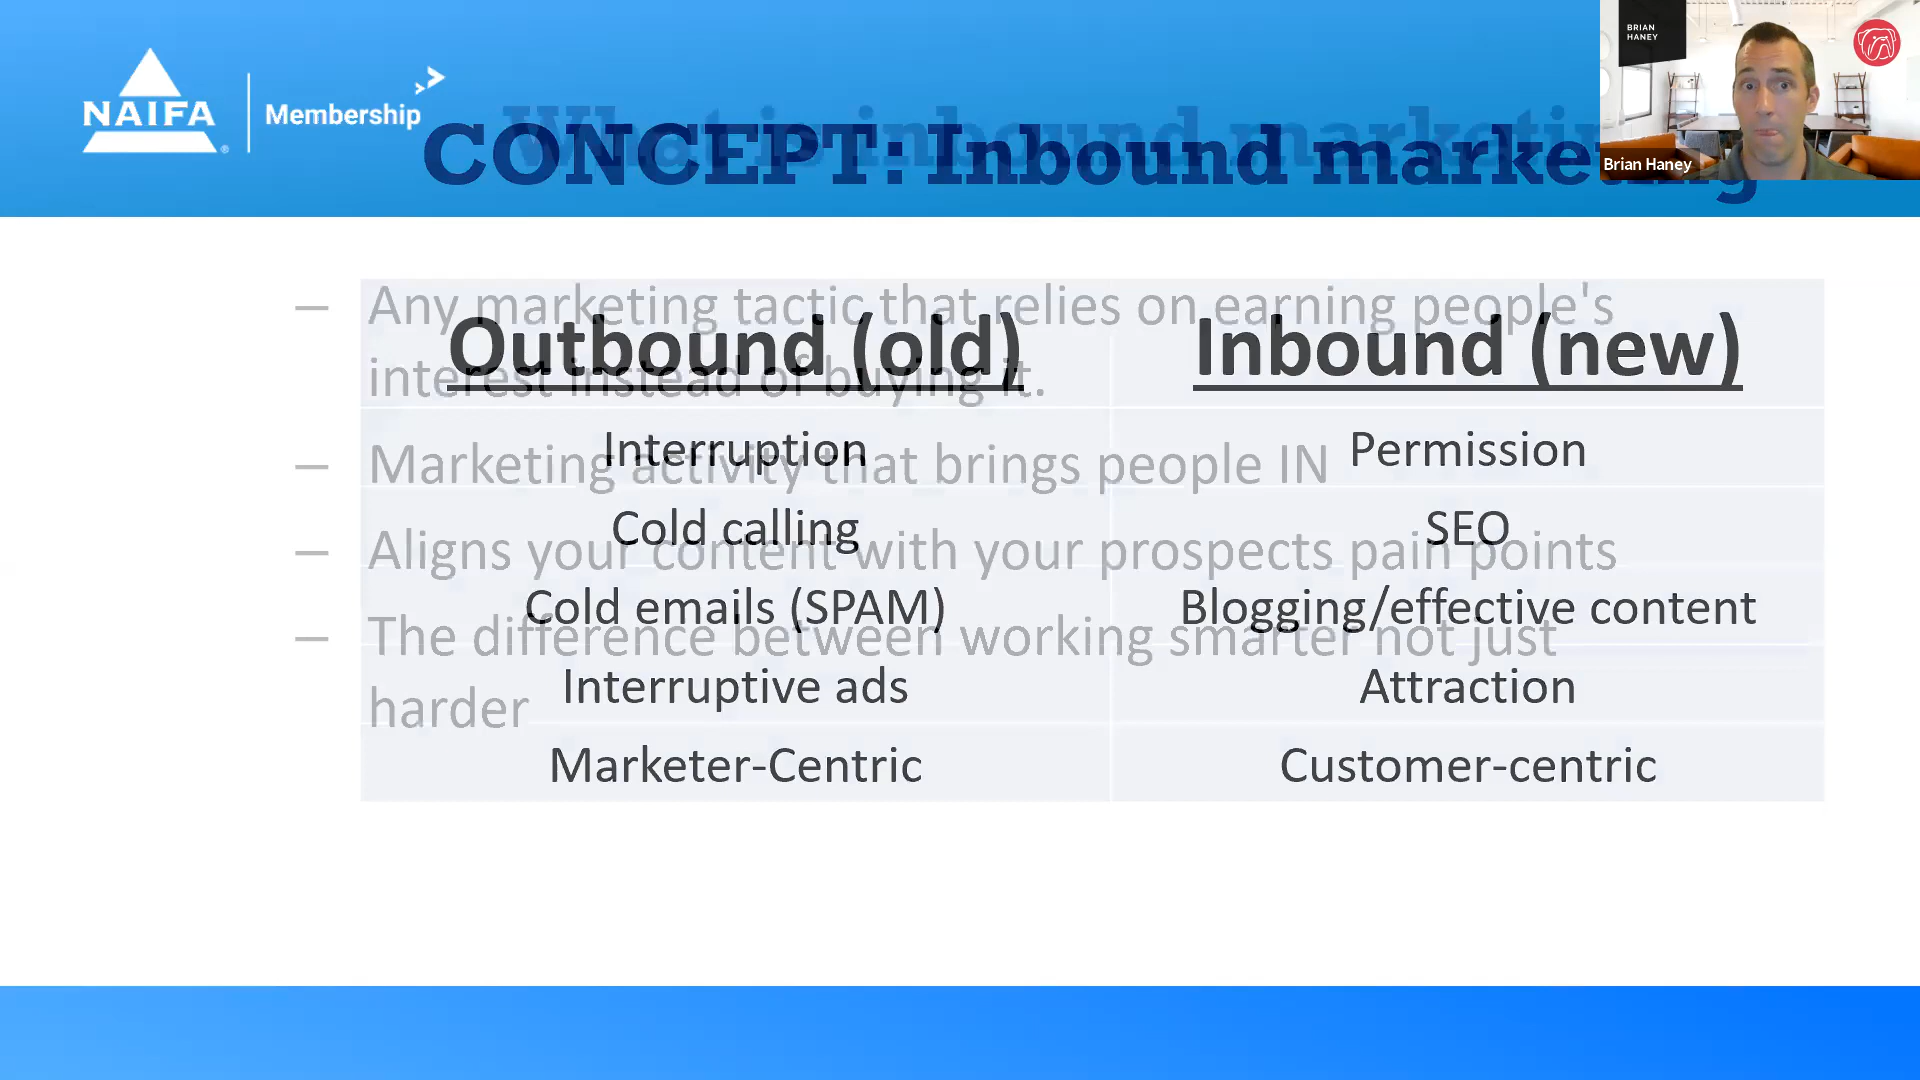 NAIFA
®
Membership
BRIAN
HANEY
Brian Haney
What is inbound marketin
CONCEPT: Inbound marketing
– Any marketing tactic that relies on earning people's
interest instead of buying it.
– Marketing activity that brings people IN
– Aligns your content with your prospects pain points
– The difference between working smarter not just
harder
Outbound (old) Inbound (new)
Interruption Permission
Cold calling SEO
Cold emails (SPAM) Blogging/effective content
Interruptive ads Attraction
Marketer-Centric Customer-centric